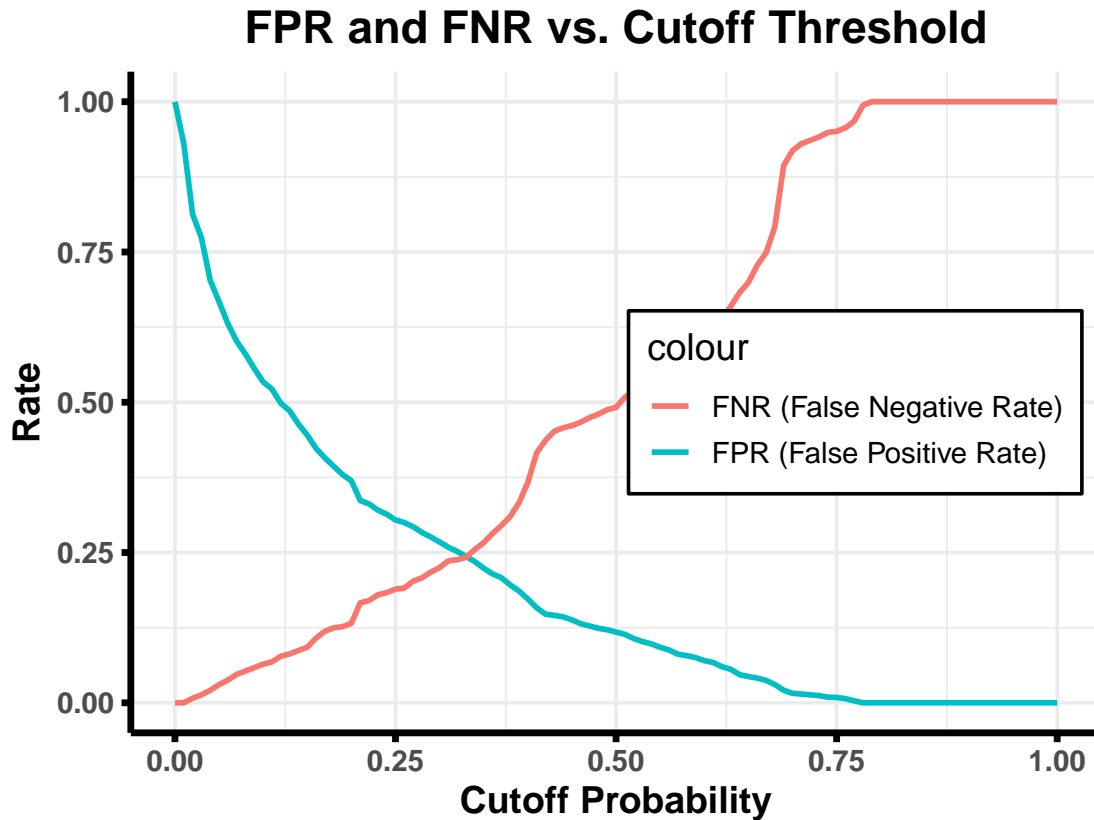 FPR and FNR vs. Cutoff Threshold
1.00
0.75
0.50
0.25
0.00
Rate
colour
FNR (False Negative Rate)
FPR (False Positive Rate)
0.00 0.25 0.50 0.75 1.00
Cutoff Probability